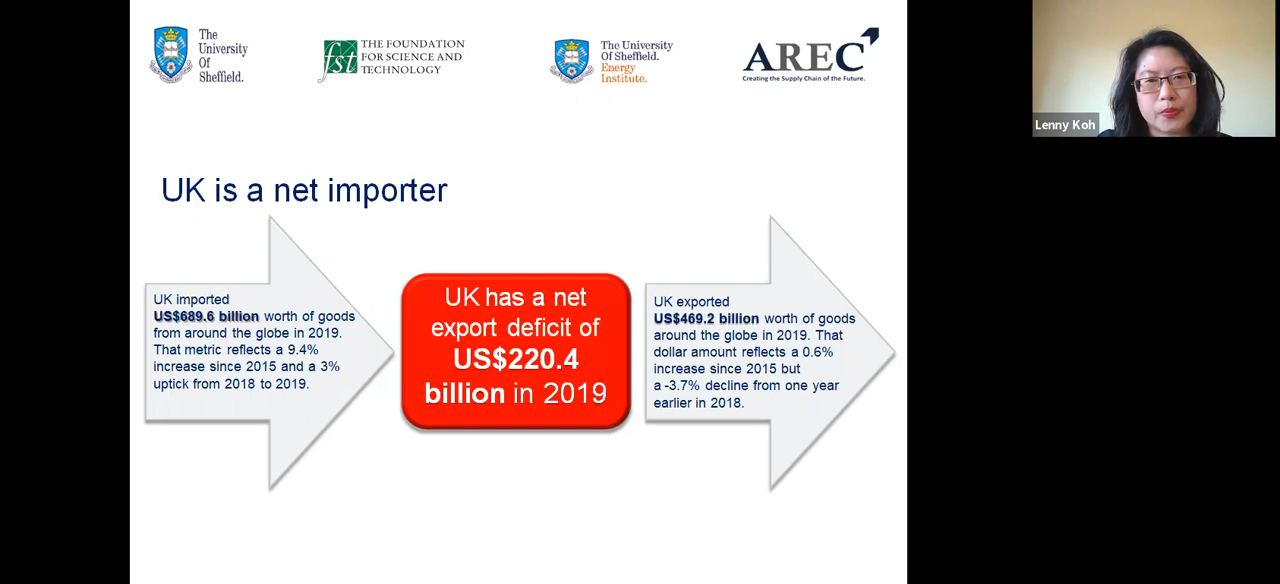 The
University
Of
Sheffield.
fst
THE FOUNDATION
FOR SCIENCE AND
TECHNOLOGY
The University
Of Sheffield.
Energy
Institute.
AREC
Creating the Supply Chain of the Future.
Lenny Koh
UK is a net importer
UK imported
US$689.6 billion worth of goods
from around the globe in 2019.
That metric reflects a 9.4%
increase since 2015 and a 3%
uptick from 2018 to 2019.
UK has a net
export deficit of
US$220.4
billion in 2019
UK exported
US$469.2 billion worth of goods
around the globe in 2019. That
dollar amount reflects a 0.6%
increase since 2015 but
a -3.7% decline from one year
earlier in 2018.